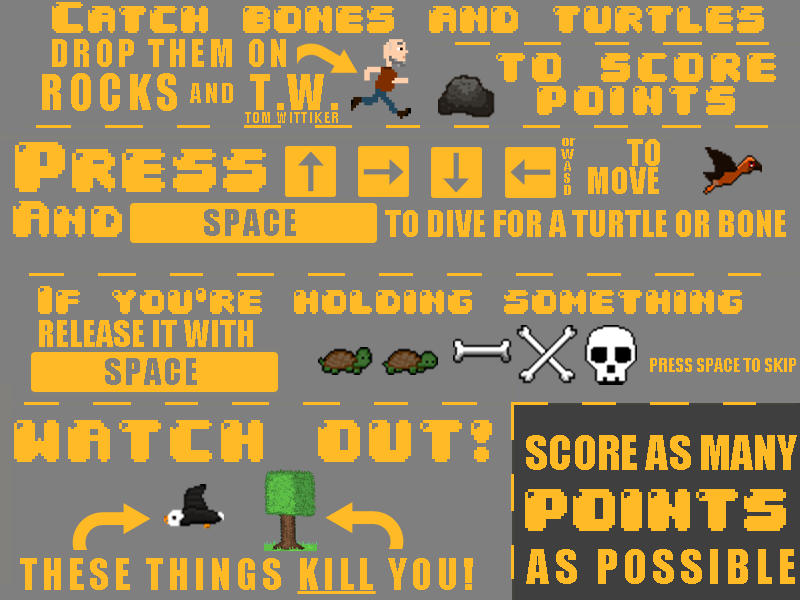 CATCH BONES AND TURTLES
DROP THEM ON
ROCKS AND T.W.
TOM WITTIKER
TO SCORE
POINTS
PRESS
or
W
A
S
D
TO
MOVE
AND SPACE TO DIVE FOR A TURTLE OR BONE
IF YOU'RE HOLDING SOMETHING
RELEASE IT WITH
SPACE
PRESS SPACE TO SKIP
WATCH OUT!
THESE THINGS KILL YOU!
SCORE AS MANY
POINTS
AS POSSIBLE